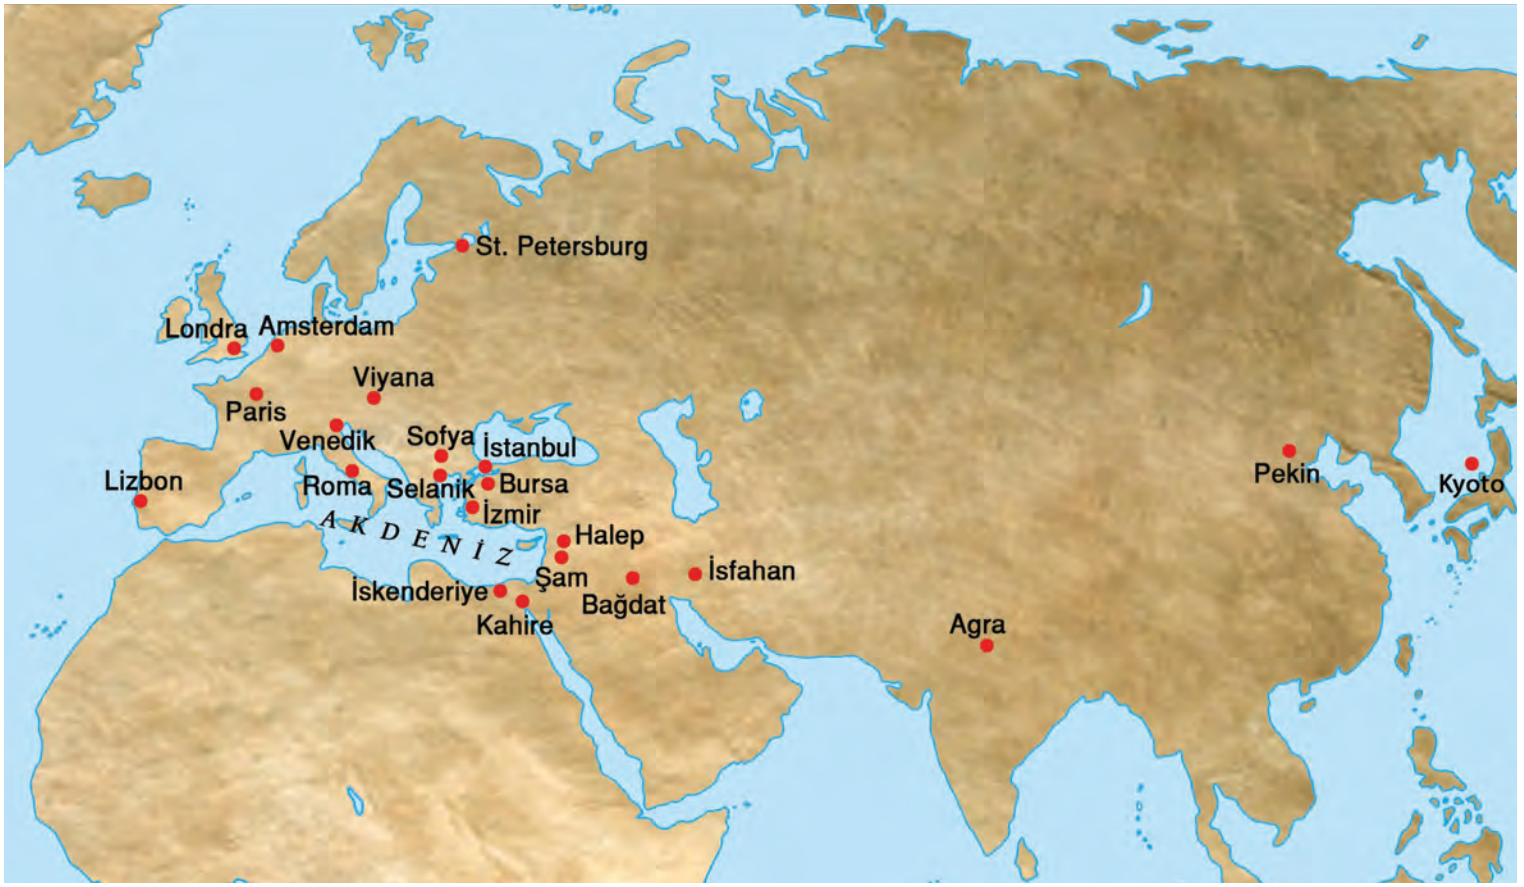 St. Petersburg
Londra
Amsterdam
Viyana
Paris
Venedik
Sofya
İstanbul
Lizbon
Roma
Selanik
Bursa
İzmir
AKDENİZ
Halep
Şam
İsfahan
İskenderiye
Bağdat
Kahire
Agra
Pekin
Kyoto